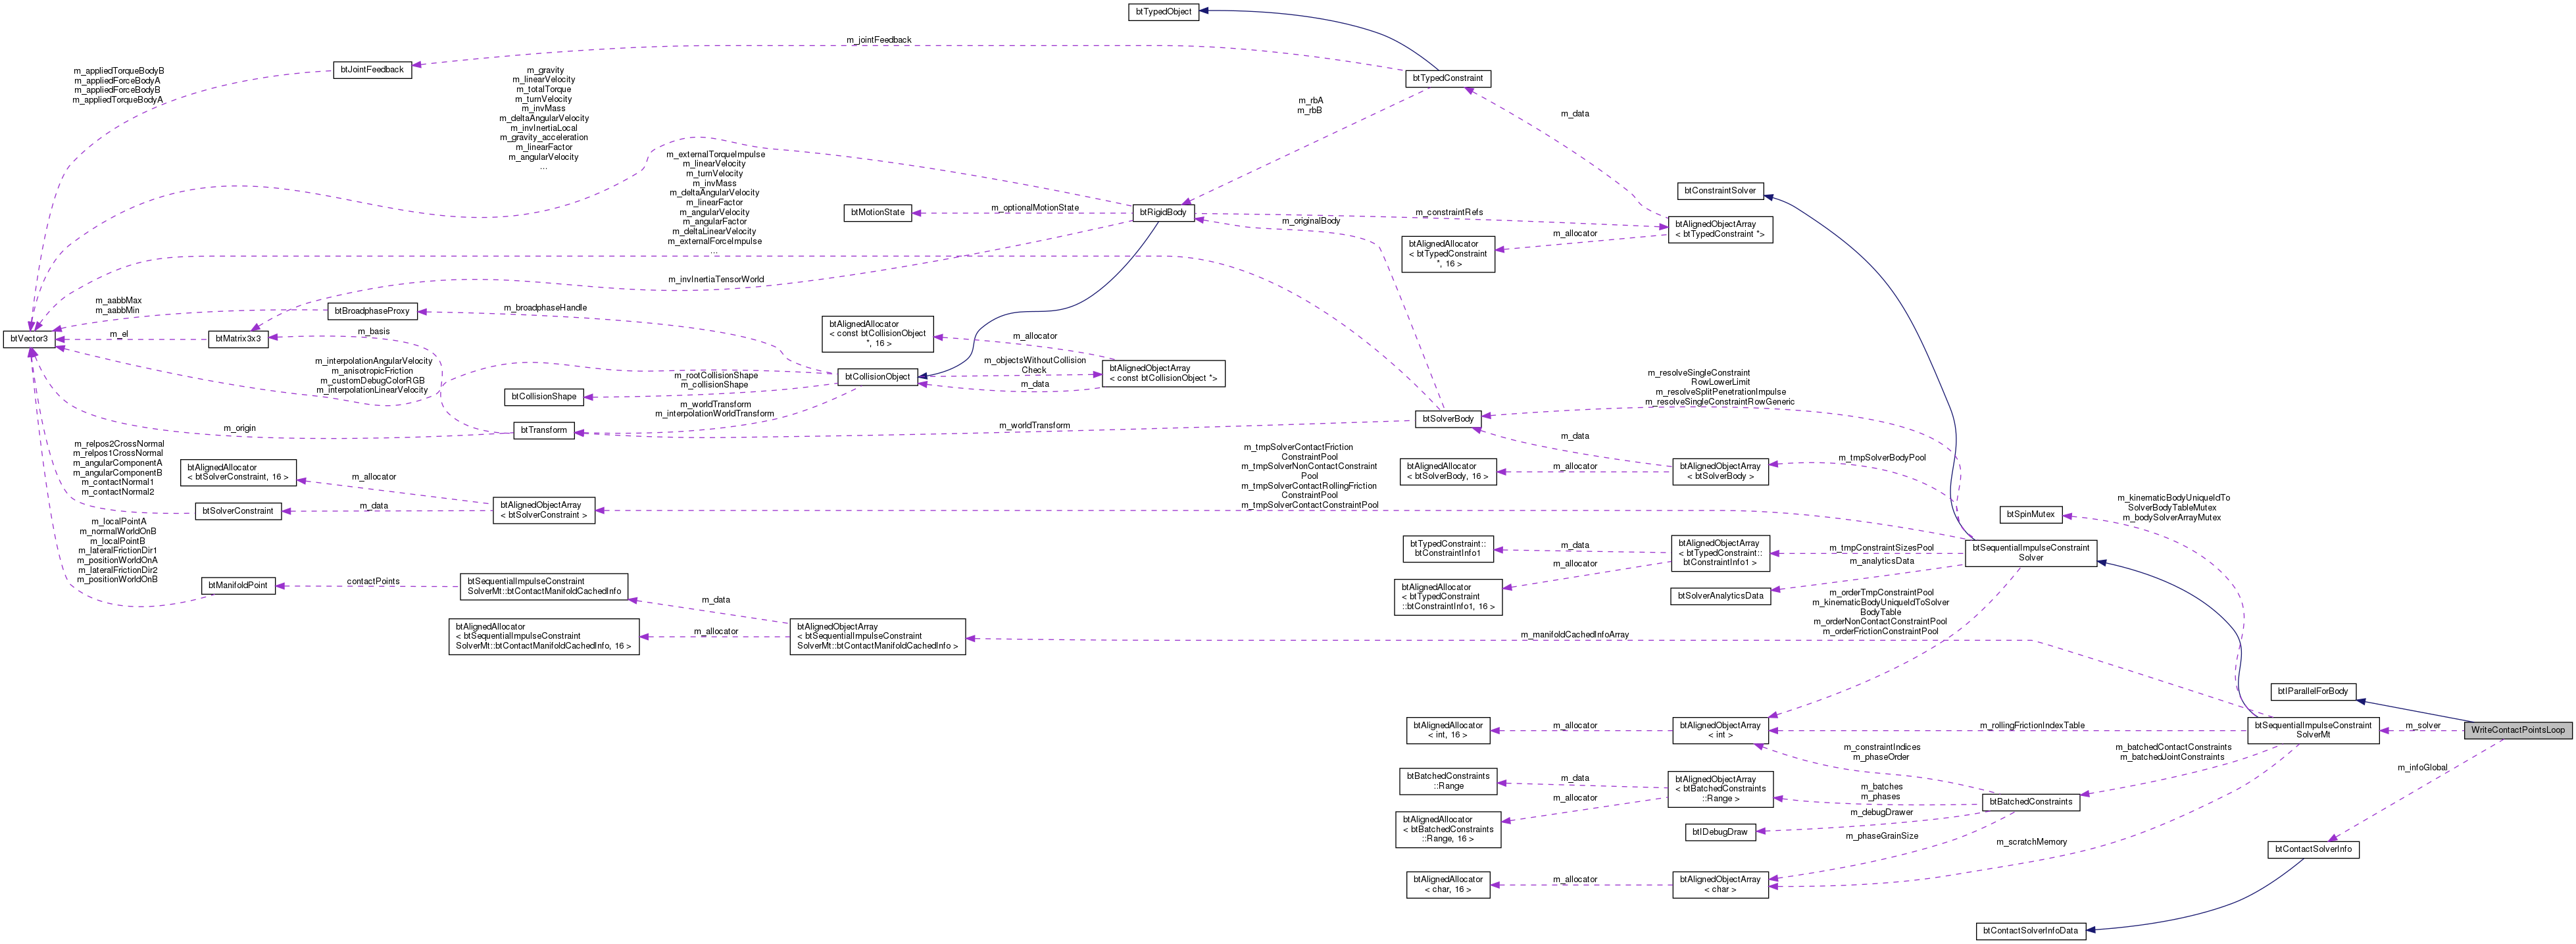 btTypedObject
m_jointFeedback
btJointFeedback
m_appliedTorqueBodyB
m_appliedForceBodyA
m_appliedForceBodyB
m_appliedTorqueBodyA
m_gravity
m_linearVelocity
m_totalTorque
m_turnVelocity
m_invMass
m_deltaAngularVelocity
m_invInertiaLocal
m_gravity_acceleration
m_linearFactor
m_angularVelocity
...
btTypedConstraint
m_rbA
m_rbB
m_data
m_externalTorqueImpulse
m_linearVelocity
m_turnVelocity
m_invMass
m_deltaAngularVelocity
m_linearFactor
m_angularVelocity
m_angularFactor
m_deltaLinearVelocity
m_externalForceImpulse
...
btConstraintSolver
btMotionState
m_optionalMotionState
btRigidBody
m_constraintRefs
m_originalBody
btAlignedObjectArray
< btTypedConstraint *>
m_allocator
btAlignedAllocator
< btTypedConstraint
*, 16 >
m_invInertiaTensorWorld
m_aabbMax
m_aabbMin
btBroadphaseProxy
m_broadphaseHandle
btVector3
m_el
btMatrix3x3
m_basis
btAlignedAllocator
< const btCollisionObject
*, 16 >
m_allocator
m_interpolationAngularVelocity
m_anisotropicFriction
m_customDebugColorRGB
m_interpolationLinearVelocity
m_objectsWithoutCollision
Check
m_data
btAlignedObjectArray
< const btCollisionObject *>
m_rootCollisionShape
m_collisionShape
btCollisionObject
btCollisionShape
m_worldTransform
m_interpolationWorldTransform
m_resolveSingleConstraint
RowLowerLimit
m_resolveSplitPenetrationImpulse
m_resolveSingleConstraintRowGeneric
m_origin
btTransform
m_worldTransform
btSolverBody
m_data
m_relpos2CrossNormal
m_relpos1CrossNormal
m_angularComponentA
m_angularComponentB
m_contactNormal1
m_contactNormal2
btAlignedAllocator
< btSolverConstraint, 16 >
m_allocator
m_tmpSolverContactFriction
ConstraintPool
m_tmpSolverNonContactConstraint
Pool
m_tmpSolverContactRollingFriction
ConstraintPool
m_tmpSolverContactConstraintPool
btAlignedAllocator
< btSolverBody, 16 >
m_allocator
btAlignedObjectArray
< btSolverBody >
m_tmpSolverBodyPool
btSolverConstraint
m_data
btAlignedObjectArray
< btSolverConstraint >
btSpinMutex
m_kinematicBodyUniqueIdTo
SolverBodyTableMutex
m_bodySolverArrayMutex
m_localPointA
m_normalWorldOnB
m_localPointB
m_lateralFrictionDir1
m_positionWorldOnA
m_lateralFrictionDir2
m_positionWorldOnB
btTypedConstraint::
btConstraintInfo1
m_data
btAlignedObjectArray
< btTypedConstraint::
btConstraintInfo1 >
m_tmpConstraintSizesPool
btSequentialImpulseConstraint
Solver
m_allocator
m_analyticsData
btManifoldPoint
contactPoints
btSequentialImpulseConstraint
SolverMt::btContactManifoldCachedInfo
btAlignedAllocator
< btTypedConstraint
::btConstraintInfo1, 16 >
btSolverAnalyticsData
m_data
m_orderTmpConstraintPool
m_kinematicBodyUniqueIdToSolver
BodyTable
m_orderNonContactConstraintPool
m_orderFrictionConstraintPool
btAlignedAllocator
< btSequentialImpulseConstraint
SolverMt::btContactManifoldCachedInfo, 16 >
m_allocator
btAlignedObjectArray
< btSequentialImpulseConstraint
SolverMt::btContactManifoldCachedInfo >
m_manifoldCachedInfoArray
btIParallelForBody
btAlignedAllocator
< int, 16 >
m_allocator
btAlignedObjectArray
< int >
m_rollingFrictionIndexTable
btSequentialImpulseConstraint
SolverMt
m_solver
WriteContactPointsLoop
m_constraintIndices
m_phaseOrder
m_batchedContactConstraints
m_batchedJointConstraints
m_infoGlobal
btBatchedConstraints
::Range
m_data
btAlignedObjectArray
< btBatchedConstraints
::Range >
m_batches
m_phases
btBatchedConstraints
m_allocator
m_debugDrawer
btAlignedAllocator
< btBatchedConstraints
::Range, 16 >
btIDebugDraw
m_phaseGrainSize
m_scratchMemory
btContactSolverInfo
btAlignedAllocator
< char, 16 >
m_allocator
btAlignedObjectArray
< char >
btContactSolverInfoData